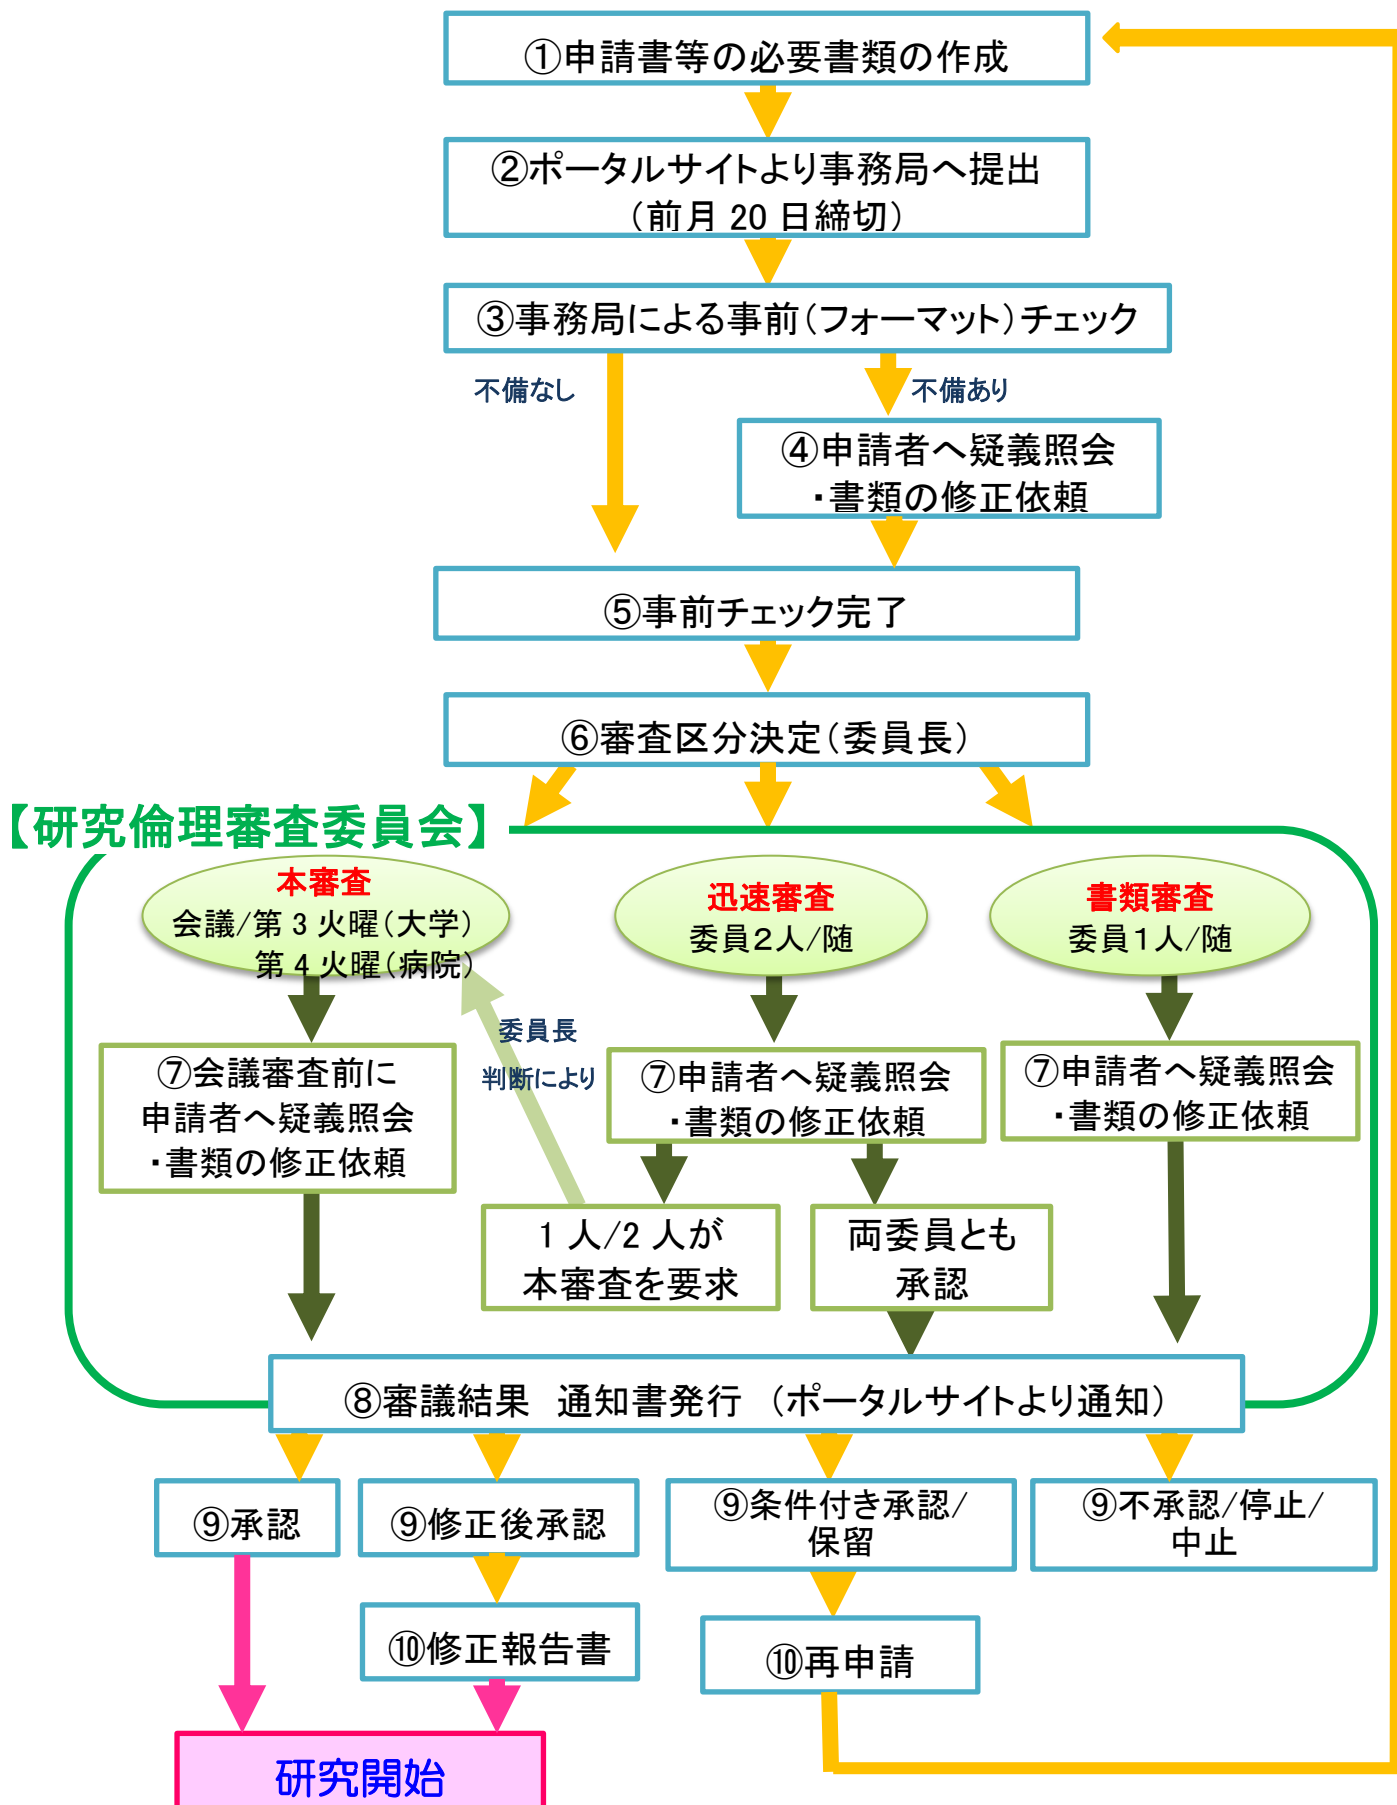 ①申請書等の必要書類の作成
②ポータルサイトより事務局へ提出
（前月 20 日締切）
③事務局による事前（フォーマット）チェック
不備なし
不備あり
④申請者へ疑義照会
・書類の修正依頼
⑤事前チェック完了
⑥審査区分決定（委員長）
【研究倫理審査委員会】
本審査
会議/第 3 火曜（大学）
第 4 火曜（病院）
迅速審査
委員２人/随
書類審査
委員１人/随
委員長
判断により
⑦会議審査前に
申請者へ疑義照会
・書類の修正依頼
⑦申請者へ疑義照会
・書類の修正依頼
⑦申請者へ疑義照会
・書類の修正依頼
1 人/2 人が
本審査を要求
両委員とも
承認
⑧審議結果　通知書発行　（ポータルサイトより通知）
⑨承認
⑨修正後承認
⑨条件付き承認/
保留
⑨不承認/停止/
中止
⑩修正報告書
⑩再申請
研究開始